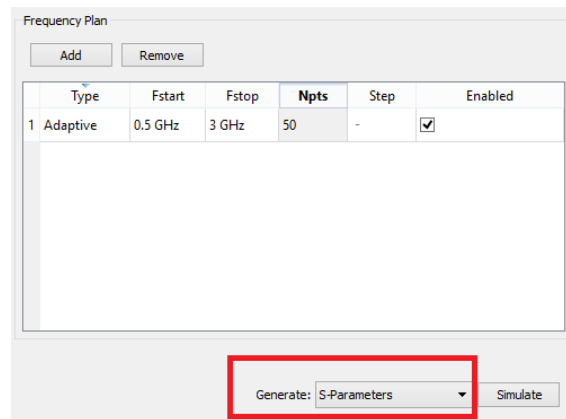 Frequency Plan
Add Remove
Type Fstart Fstop Npts Step Enabled
1 Adaptive 0.5 GHz 3 GHz 50 -
Generate: S-Parameters Simulate